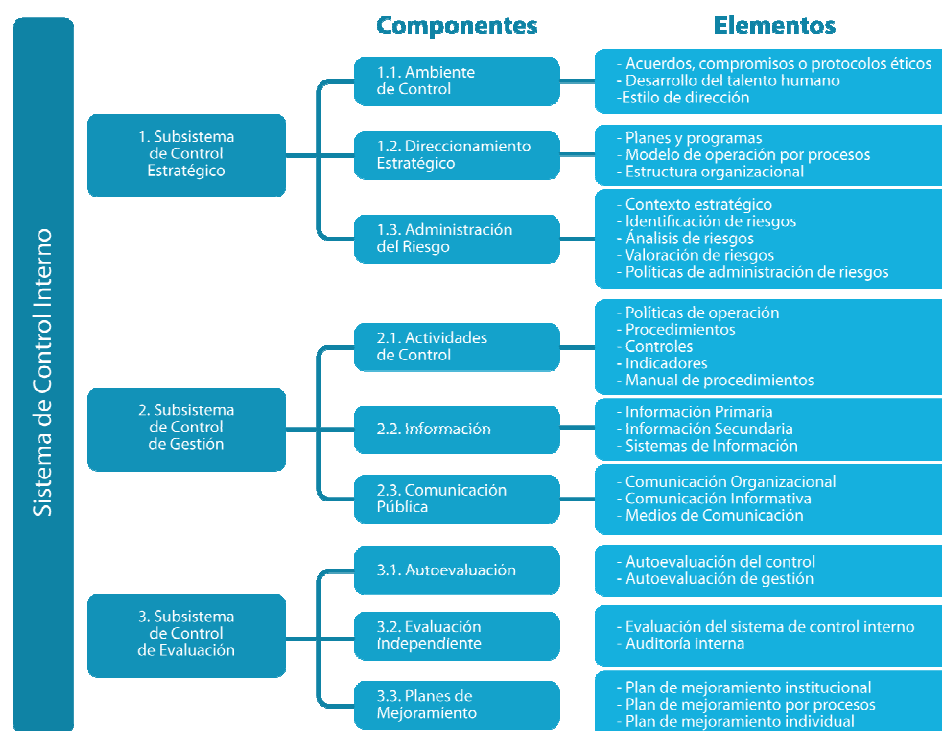 Componentes
Elementos
Sistema de Control Interno
1. Subsistema
de Control
Estratégico
1.1. Ambiente
de Control
- Acuerdos, compromisos o protocolos éticos
- Desarrollo del talento humano
-Estilo de dirección
1.2. Direccionamiento
Estratégico
- Planes y programas
- Modelo de operación por procesos
- Estructura organizacional
1.3. Administración
del Riesgo
- Contexto estratégico
- Identificación de riesgos
- Ánalisis de riesgos
- Valoración de riesgos
- Políticas de administración de riesgos
2. Subsistema
de Control
de Gestión
2.1. Actividades
de Control
- Políticas de operación
- Procedimientos
- Controles
- Indicadores
- Manual de procedimientos
2.2. Información
- Información Primaria
- Información Secundaria
- Sistemas de Información
2.3. Comunicación
Pública
- Comunicación Organizacional
- Comunicación Informativa
- Medios de Comunicación
3. Subsistema
de Control
de Evaluación
3.1. Autoevaluación
- Autoevaluación del control
- Autoevaluación de gestión
3.2. Evaluación
independiente
- Evaluación del sistema de control interno
- Auditoría Interna
3.3. Planes de
Mejoramiento
- Plan de mejoramiento institucional
- Plan de mejoramiento por procesos
- Plan de mejoramiento individual